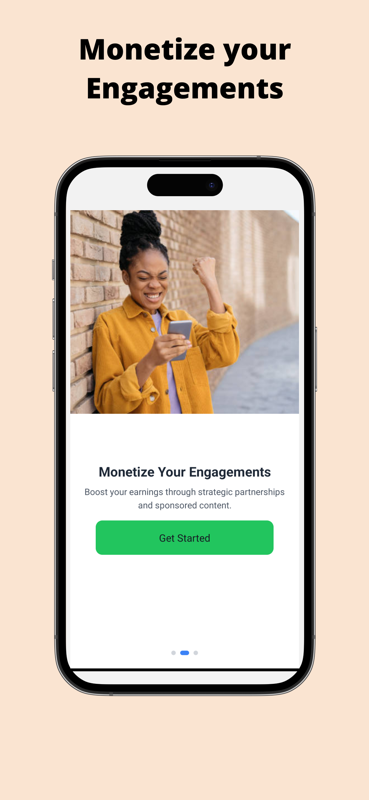 Monetize your
Engagements
Monetize Your Engagements
Boost your earnings through strategic partnerships
and sponsored content.
Get Started